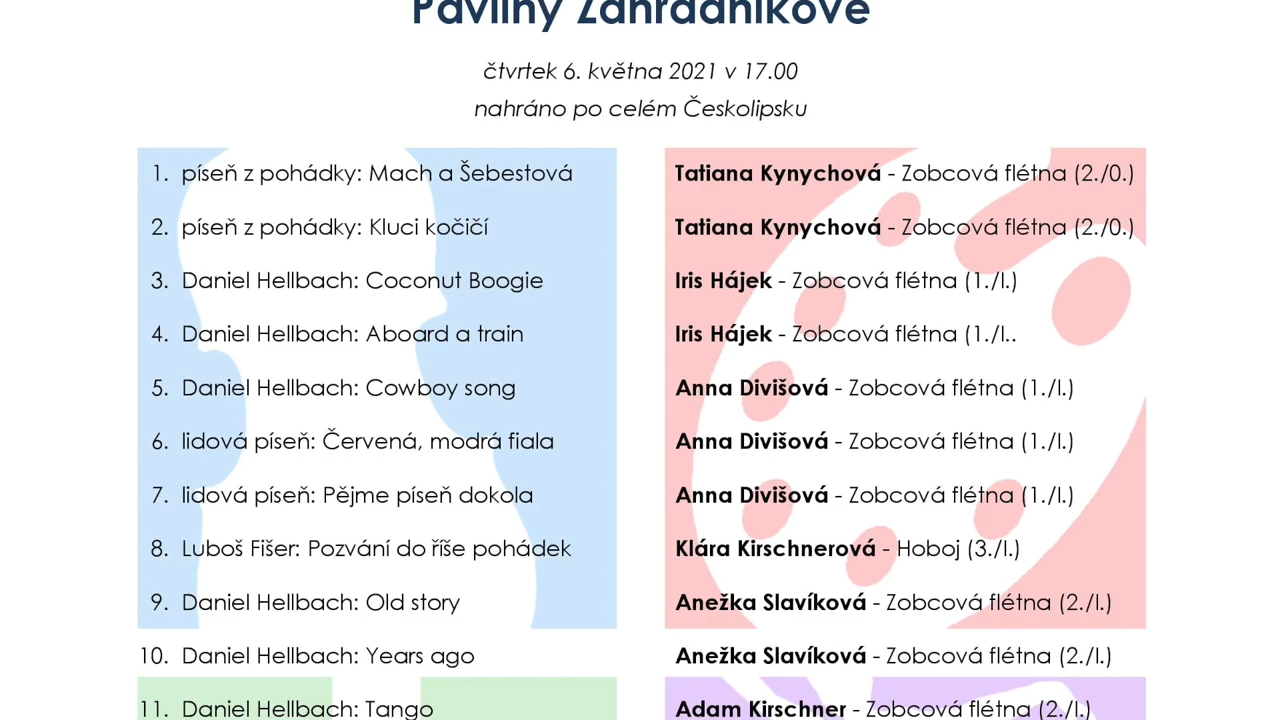 Pavlíny Zahradníkové
čtvrtek 6. května 2021 v 17.00
nahráno po celém Českolipsku
1. píseň z pohádky: Mach a Šebestová Tatiana Kynychová - Zobcová flétna (2./0.)
2. píseň z pohádky: Kluci kočičí Tatiana Kynychová - Zobcová flétna (2./0.)
3. Daniel Hellbach: Coconut Boogie Iris Hájek - Zobcová flétna (1./I.)
4. Daniel Hellbach: Aboard a train Iris Hájek - Zobcová flétna (1./I..
5. Daniel Hellbach: Cowboy song Anna Divišová - Zobcová flétna (1./I.)
6. lidová píseň: Červená, modrá fiala Anna Divišová - Zobcová flétna (1./I.)
7. lidová píseň: Pějme píseň dokola Anna Divišová - Zobcová flétna (1./I.)
8. Luboš Fišer: Pozvání do říše pohádek Klára Kirschnerová - Hoboj (3./I.)
9. Daniel Hellbach: Old story Anežka Slavíková - Zobcová flétna (2./I.)
10. Daniel Hellbach: Years ago Anežka Slavíková - Zobcová flétna (2./I.)
11. Daniel Hellbach: Tango Adam Kirschner - Zobcová flétna (2./I.)